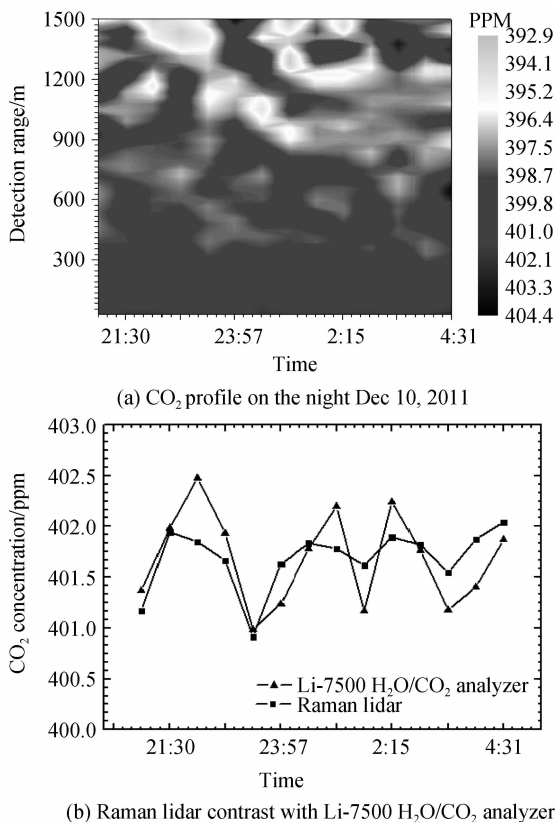 PPM
1500
1200
900
600
300
Detection range/m
392.9
394.1
395.2
396.4
397.5
398.7
399.8
401.0
402.1
403.3
404.4
21:30 23:57 2:15 4:31
Time
(a) CO₂ profile on the night Dec 10, 2011
403.0
402.5
402.0
401.5
401.0
400.5
400.0
CO₂ concentration/ppm
Li-7500 H₂O/CO₂ analyzer
Raman lidar
21:30 23:57 2:15 4:31
Time
(b) Raman lidar contrast with Li-7500 H₂O/CO₂ analyzer